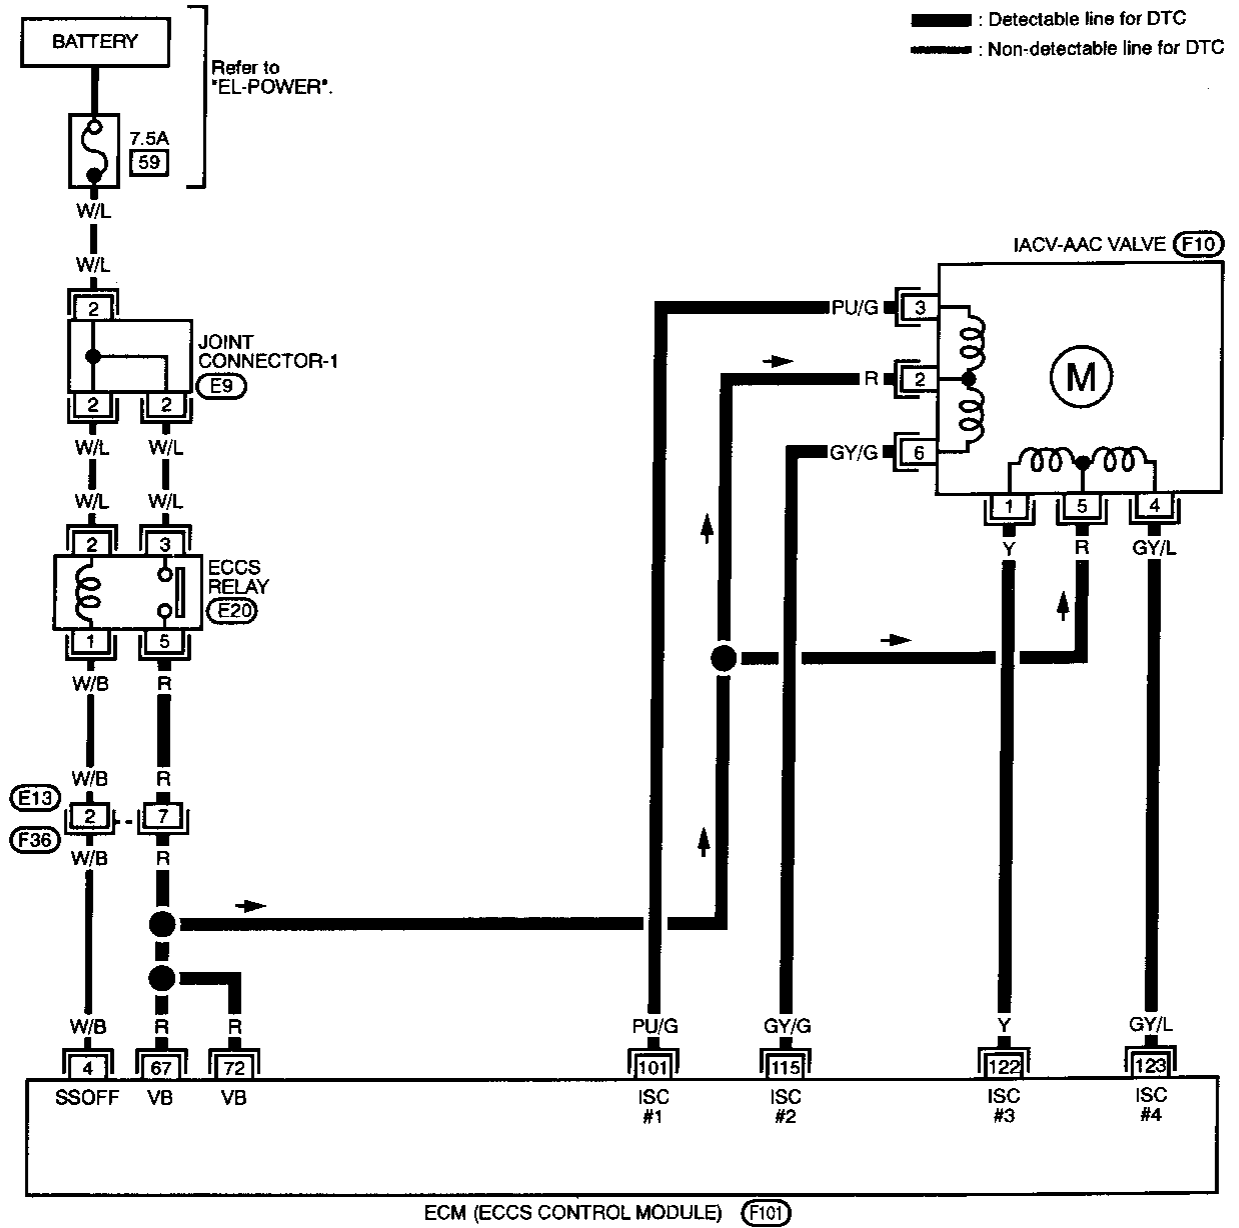 BATTERY
Refer to
"EL-POWER".
: Detectable line for DTC
: Non-detectable line for DTC
7.5A
59
W/L
W/L
2
JOINT
CONNECTOR-1
E9
2 2
W/L W/L
W/L W/L
2 3
ECCS
RELAY
E20
1 5
W/B R
W/B R
E13
2 7
F36
W/B R
IACV-AAC VALVE F10
PU/G 3
R 2
M
GY/G 6
1 5 4
Y R GY/L
W/B R R PU/G GY/G Y GY/L
4 67 72 101 115 122 123
SSOFF VB VB ISC ISC ISC ISC
#1 #2 #3 #4
ECM (ECCS CONTROL MODULE) F101